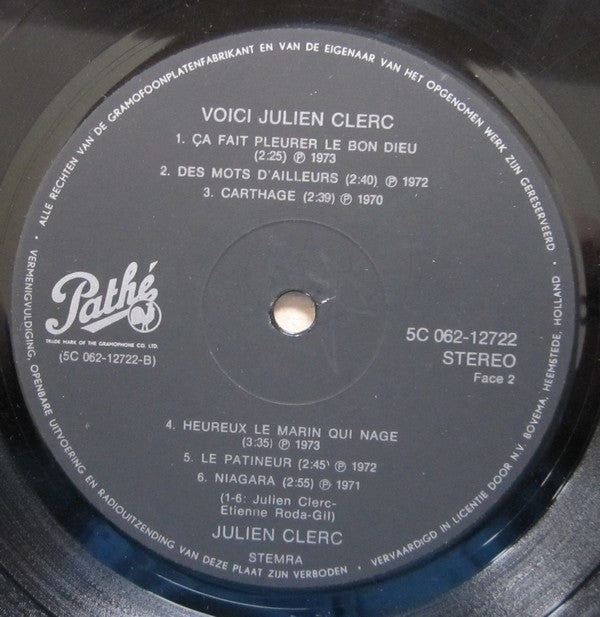 ALLE RECHTEN VAN DE GRAMOFOONPLATENFABRIKANT EN VAN DE EIGENAAR VAN HET OPGENOMEN WERK ZIJN GERESERVEERD
VOICI JULIEN CLERC
1. ÇA FAIT PLEURER LE BON DIEU
(2:25) ℗ 1973
2. DES MOTS D'AILLEURS (2:40) ℗ 1972
3. CARTHAGE (2:39) ℗ 1970
Pathé
TRADE MARK OF THE GRAMOPHONE CO. LTD.
(5C 062-12722-B)
5C 062-12722
STEREO
Face 2
4. HEUREUX LE MARIN QUI NAGE
(3:35) ℗ 1973
5. LE PATINEUR (2:45) ℗ 1972
6. NIAGARA (2:55) ℗ 1971
(1-6: Julien Clerc-
Etienne Roda-Gil)
JULIEN CLERC
STEMRA
• VERMENIGVULDIGING, OPENBARE UITVOERING EN RADIOUITZENDING VAN DEZE PLAAT ZIJN VERBODEN •
VERVAARDIGD IN LICENTIE DOOR N.V. BOVEMA, HEEMSTEDE, HOLLAND •